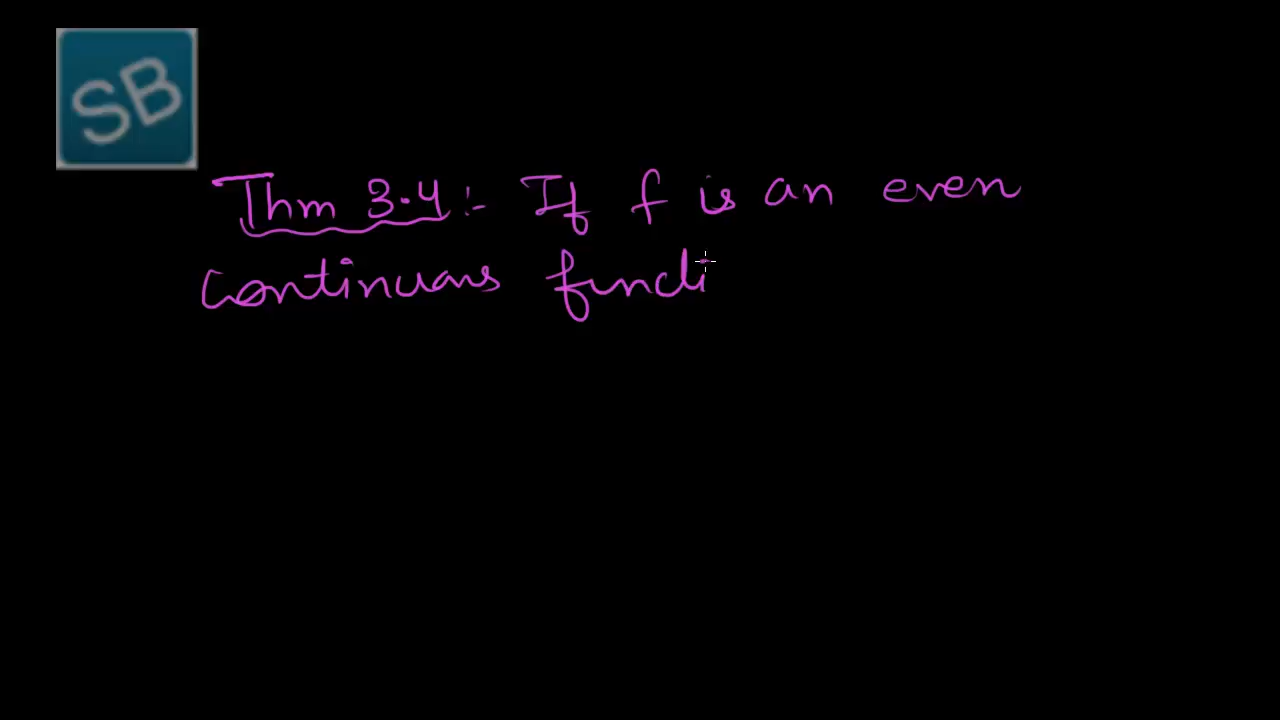 SB
Thm 3.4 :- If f is an even
continuous functi